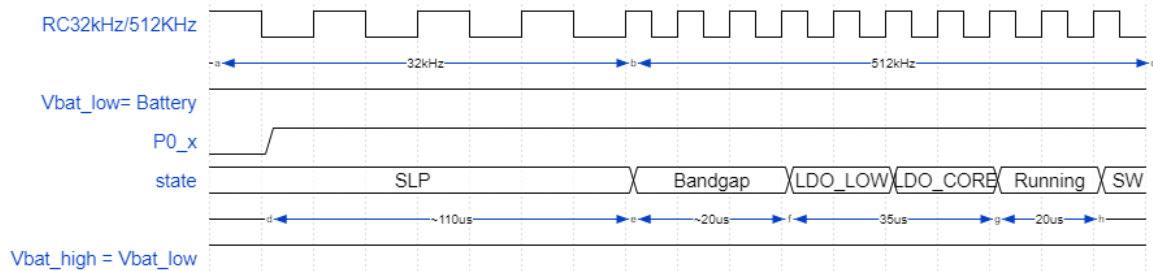 RC32kHz/512KHz
a 32kHz b 512kHz c
Vbat_low= Battery
P0_x
state SLP Bandgap LDO_LOW LDO_CORE Running SW
d ~110us e ~20us f 35us g 20us h
Vbat_high = Vbat_low